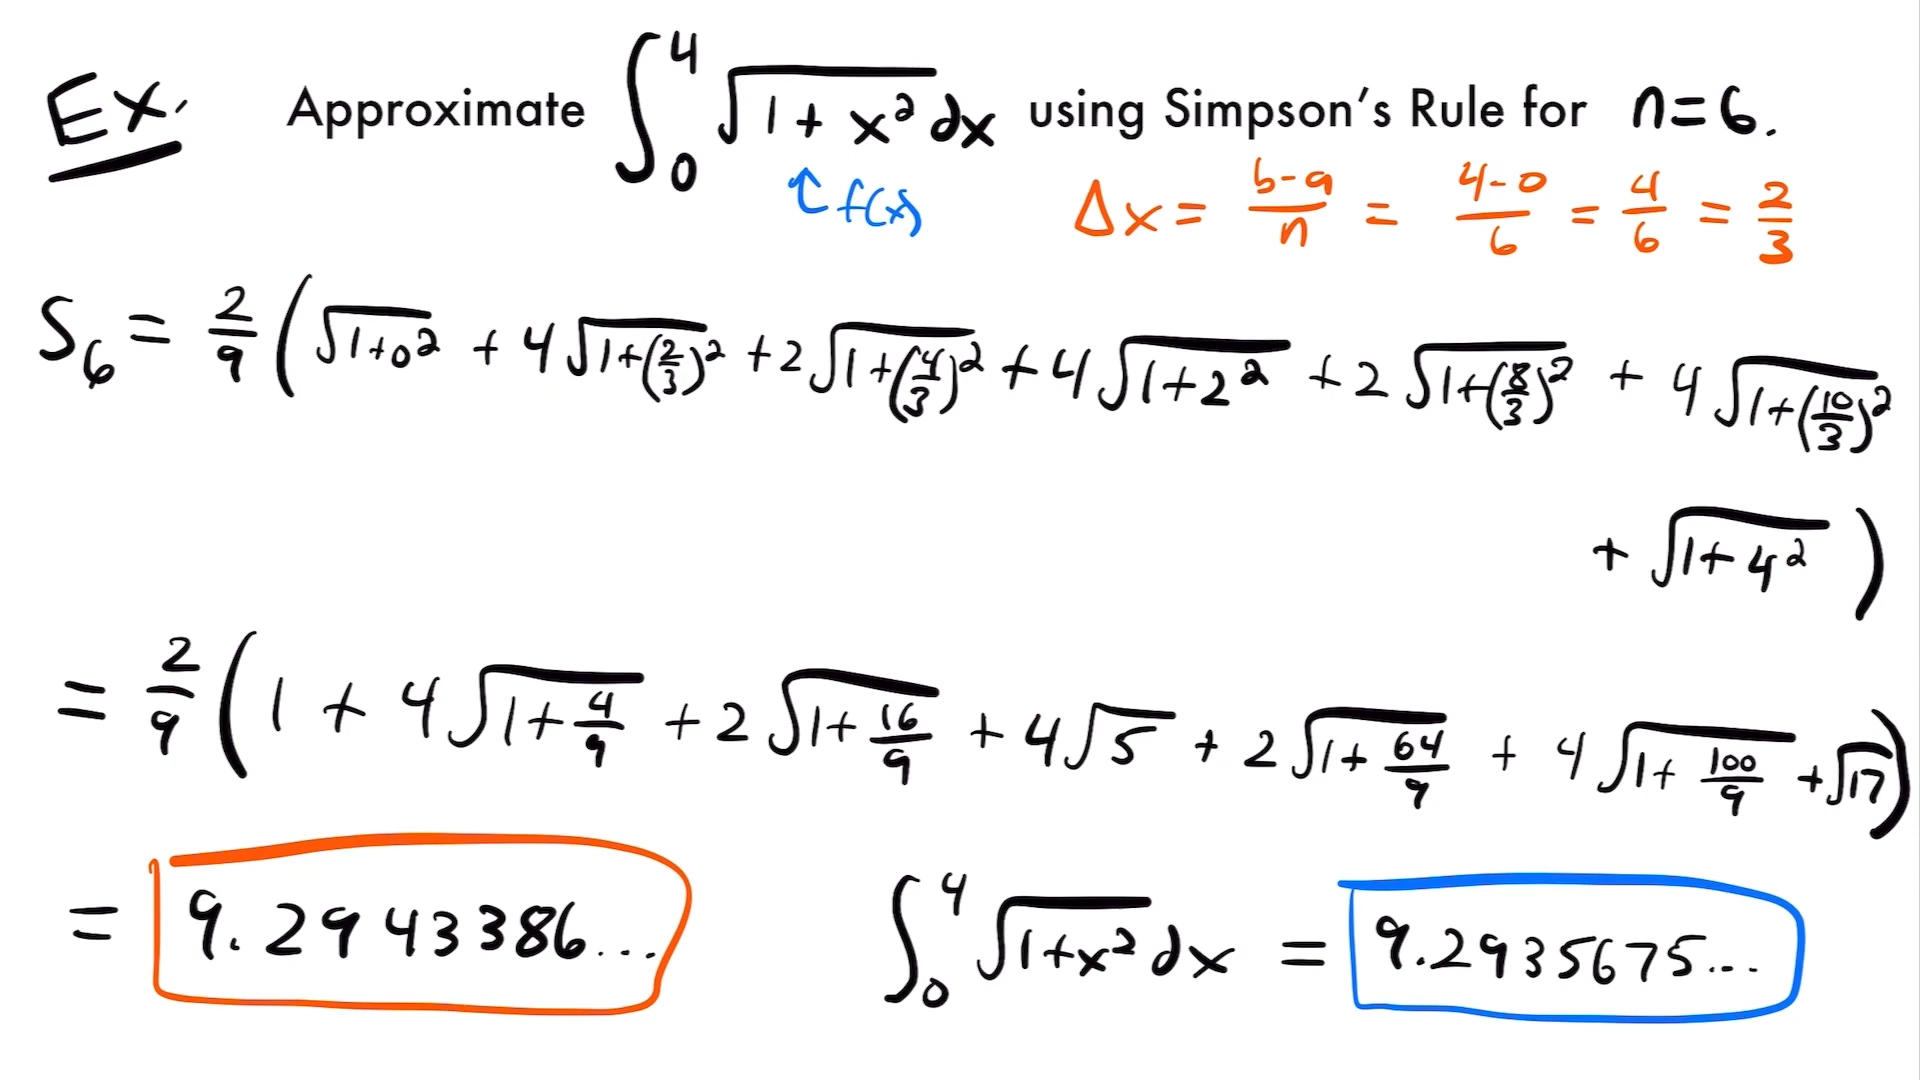 Ex. Approximate ∫₀⁴ √(1+x²) dx using Simpson's Rule for n=6.
↑ f(x) Δx = (b-a)/n = (4-0)/6 = 4/6 = 2/3
S₆ = 2/9 ( √(1+0²) + 4√(1+(2/3)²) + 2√(1+(4/3)²) + 4√(1+2²) + 2√(1+(8/3)²) + 4√(1+(10/3)²)
+ √(1+4²) )
= 2/9 ( 1 + 4√(1+4/9) + 2√(1+16/9) + 4√5 + 2√(1+64/9) + 4√(1+100/9) + √17 )
= 9.2943386... ∫₀⁴ √(1+x²) dx = 9.2935675...